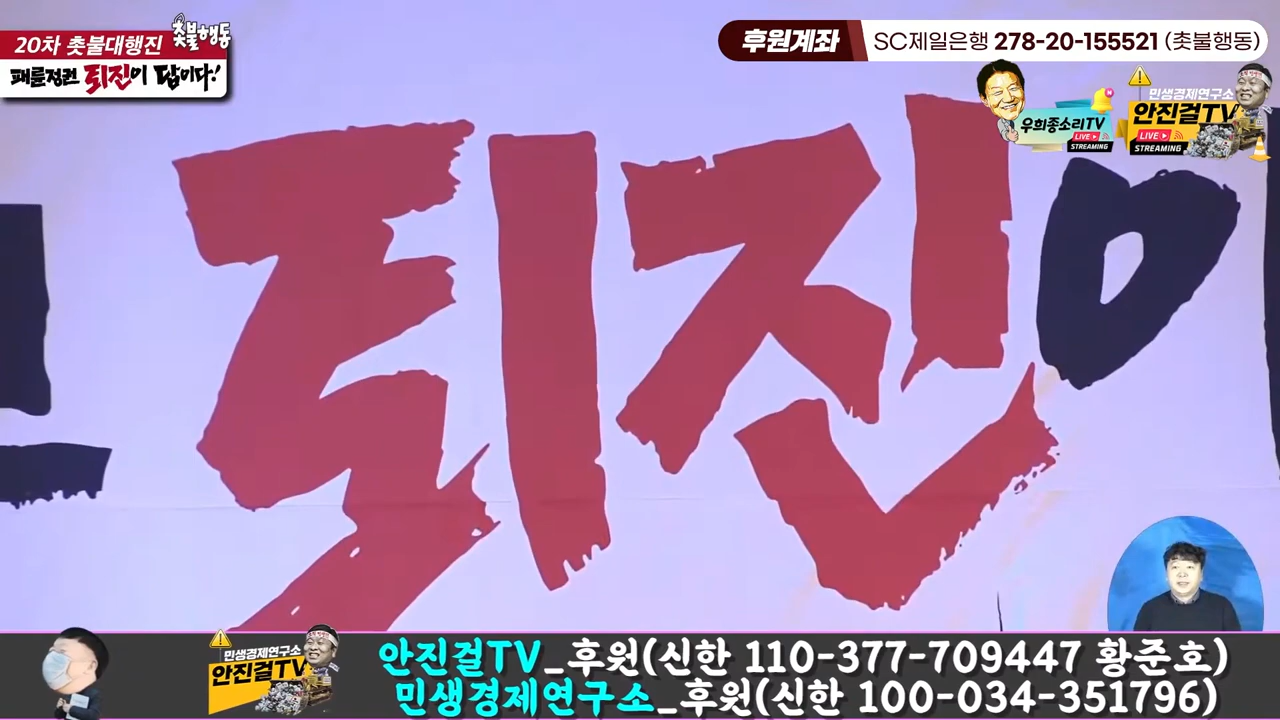 20차 촛불대행진
촛불행동
패륜정권 퇴진이 답이다!
후원계좌 SC제일은행 278-20-155521 (촛불행동)
우희종소리TV
LIVE
STREAMING
민생경제연구소
안진걸TV
LIVE
STREAMING
퇴진이
민생경제연구소
안진걸TV
안진걸TV_후원(신한 110-377-709447 황준호)
민생경제연구소_후원(신한 100-034-351796)